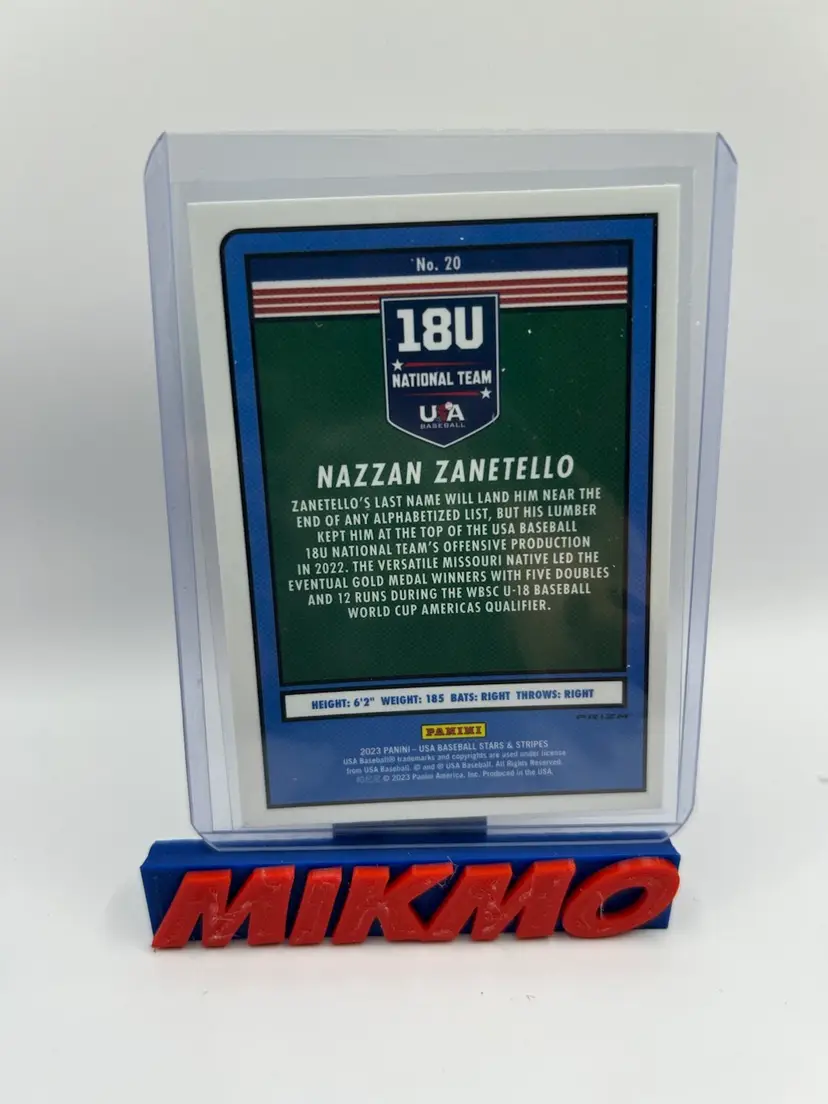 No. 20
18U
NATIONAL TEAM
USA
BASEBALL
NAZZAN ZANETELLO
ZANETELLO'S LAST NAME WILL LAND HIM NEAR THE
END OF ANY ALPHABETIZED LIST, BUT HIS LUMBER
KEPT HIM AT THE TOP OF THE USA BASEBALL
18U NATIONAL TEAM'S OFFENSIVE PRODUCTION
IN 2022. THE VERSATILE MISSOURI NATIVE LED THE
EVENTUAL GOLD MEDAL WINNERS WITH FIVE DOUBLES
AND 12 RUNS DURING THE WBSC U-18 BASEBALL
WORLD CUP AMERICAS QUALIFIER.
HEIGHT: 6'2" WEIGHT: 185 BATS: RIGHT THROWS: RIGHT
PRIZM
PANINI
2023 PANINI – USA BASEBALL STARS & STRIPES
USA Baseball® trademarks and copyrights are used under license
from USA Baseball. © and ® USA Baseball. All Rights Reserved.
© 2023 Panini America, Inc. Produced in the USA.
MIKMO